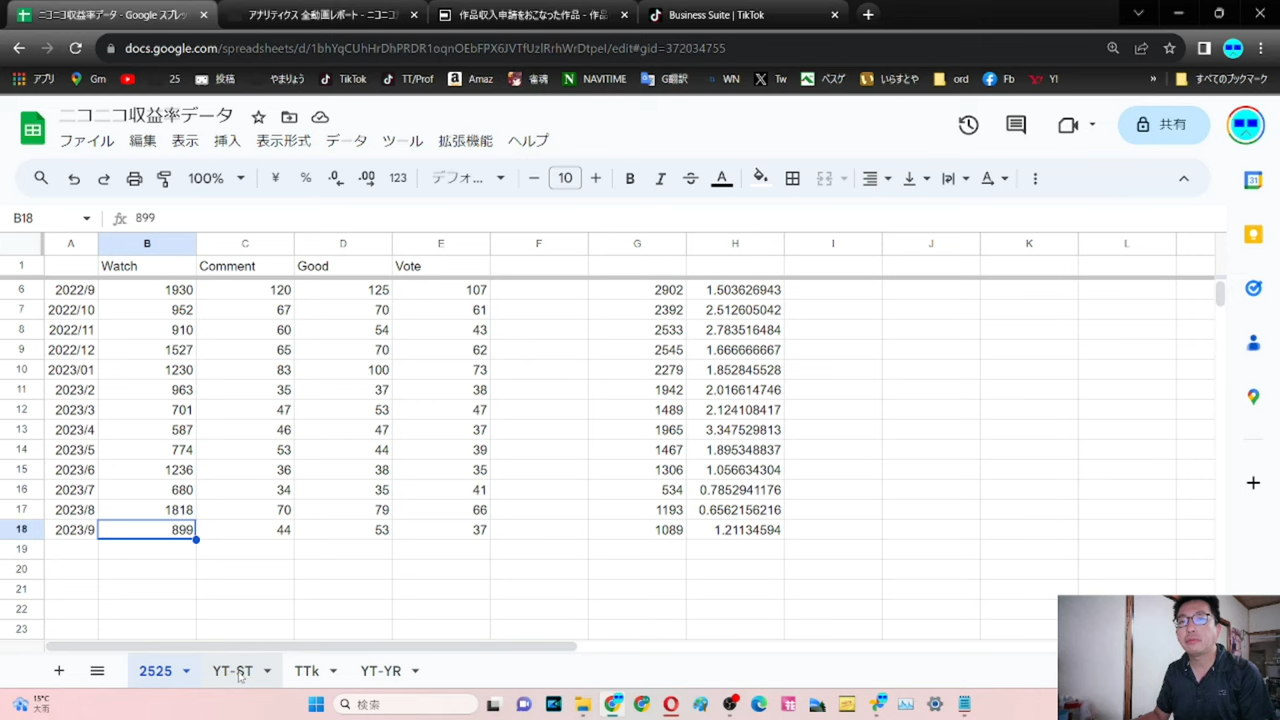 ニコニコ収益率データ - Google スプレッ
アナリティクス 全動画レポート - ニコニコ
作品収入申請をおこなった作品 - 作品
Business Suite | TikTok
docs.google.com/spreadsheets/d/1bhYqCUhHrDhPRDR1oqnOEbFPX6JVTfUzlRrhWrDtpeI/edit#gid=372034755
アプリ Gm 25 投稿 やまりょう TikTok TT/Prof Amaz 雀魂 NAVITIME G翻訳 WN Tw ベスゲ いらすとや ord Fb Y! » すべてのブックマーク
ニコニコ収益率データ
ファイル 編集 表示 挿入 表示形式 データ ツール 拡張機能 ヘルプ
共有
100% ¥ % .0 .00 123 デフォ... 10 B I A
B18 fx 899
A B C D E F G H I J K L
1 Watch Comment Good Vote
6 2022/9 1930 120 125 107 2902 1.503626943
7 2022/10 952 67 70 61 2392 2.512605042
8 2022/11 910 60 54 43 2533 2.783516484
9 2022/12 1527 65 70 62 2545 1.666666667
10 2023/01 1230 83 100 73 2279 1.852845528
11 2023/2 963 35 37 38 1942 2.016614746
12 2023/3 701 47 53 47 1489 2.124108417
13 2023/4 587 46 47 37 1965 3.347529813
14 2023/5 774 53 44 39 1467 1.895348837
15 2023/6 1236 36 38 35 1306 1.056634304
16 2023/7 680 34 35 41 534 0.7852941176
17 2023/8 1818 70 79 66 1193 0.6562156216
18 2023/9 899 44 53 37 1089 1.21134594
19
20
21
22
23
2525 YT-ST TTk YT-YR
15°C
大雨
検索